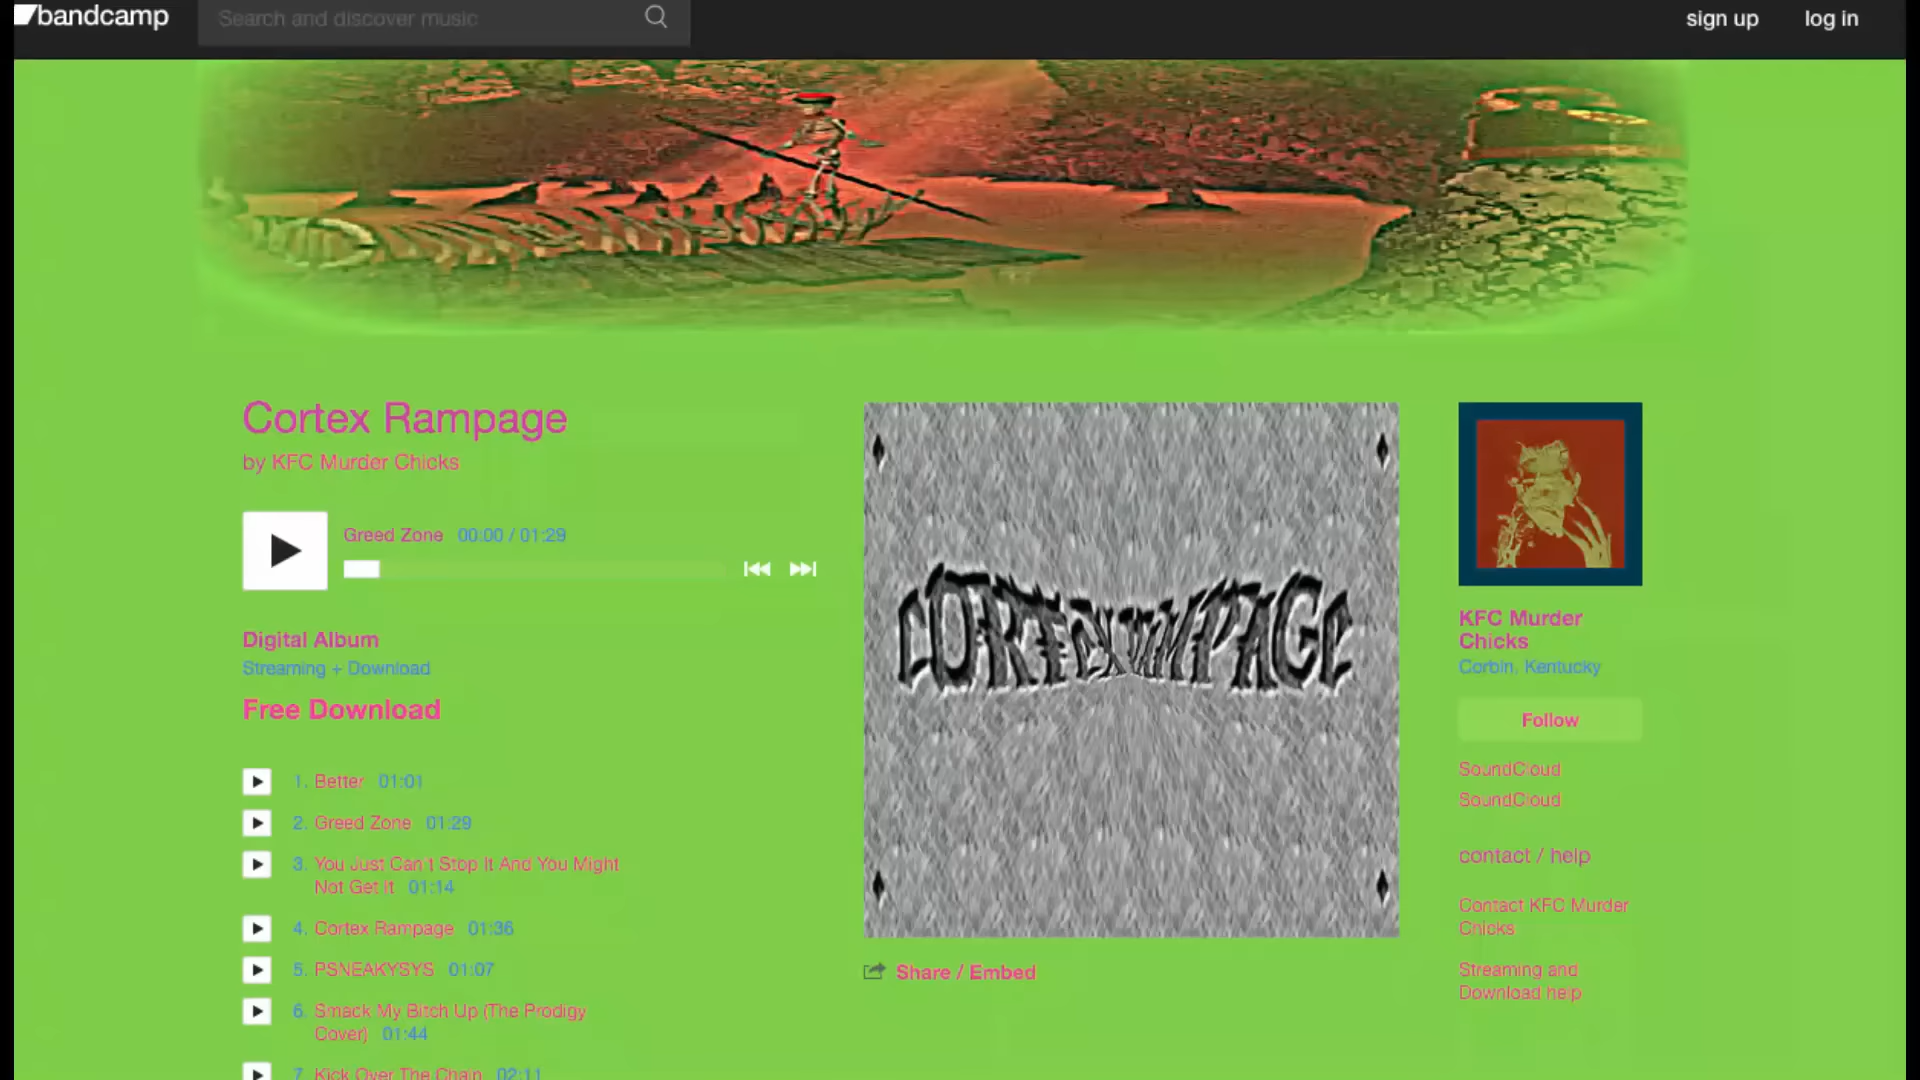 bandcamp
Search and discover music
sign up
log in
Cortex Rampage
by KFC Murder Chicks
Greed Zone 00:00 / 01:29
Digital Album
Streaming + Download
Free Download
1. Better 01:01
2. Greed Zone 01:29
3. You Just Can't Stop It And You Might
Not Get It 01:14
4. Cortex Rampage 01:36
5. PSNEAKYSYS 01:07
6. Smack My Bitch Up (The Prodigy
Cover) 01:44
7. Kick Over The Chain 02:11
CORTEX RAMPAGE
Share / Embed
KFC Murder
Chicks
Corbin, Kentucky
Follow
SoundCloud
SoundCloud
contact / help
Contact KFC Murder
Chicks
Streaming and
Download help